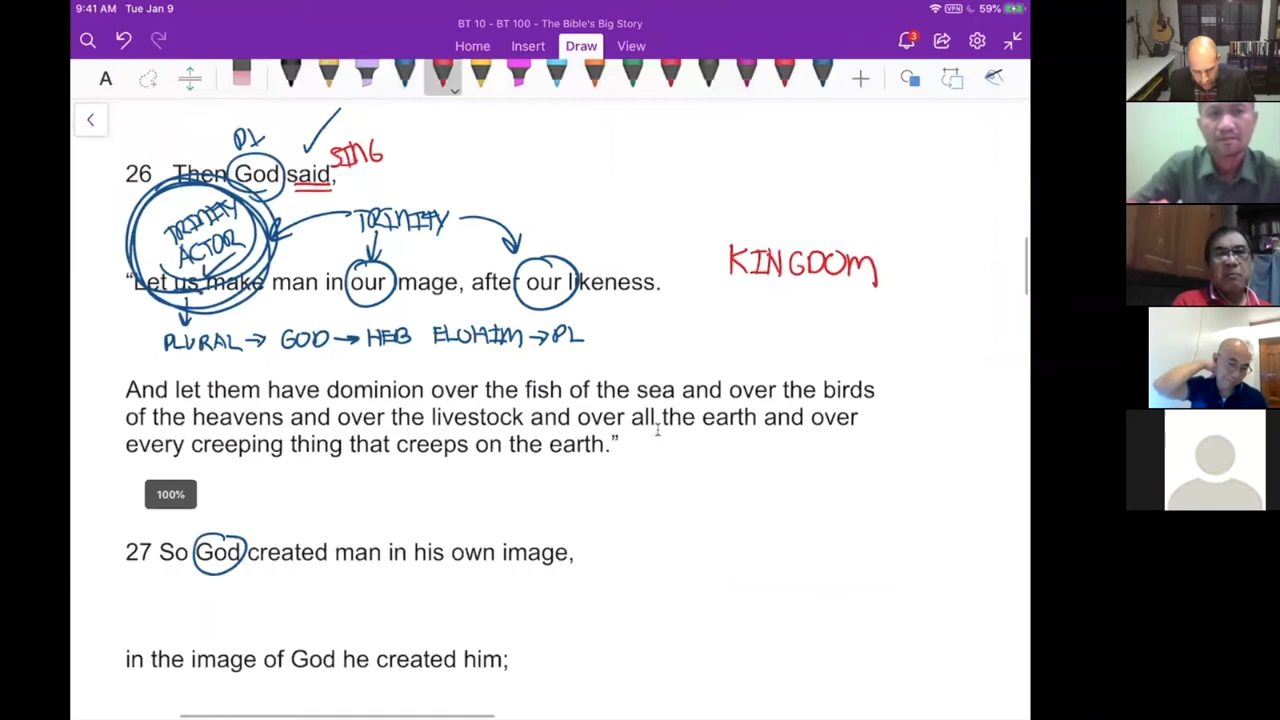 9:41 AM Tue Jan 9
VPN 59%
BT 10 - BT 100 - The Bible's Big Story
Home Insert Draw View
3
A
PL
26 Then God said, SING
TRINITY ACTOR
TRINITY
“Let us make man in our image, after our likeness.
KINGDOM
PLURAL → GOD → HEB ELOHIM → PL
And let them have dominion over the fish of the sea and over the birds
of the heavens and over the livestock and over all the earth and over
every creeping thing that creeps on the earth.”
100%
27 So God created man in his own image,
in the image of God he created him;